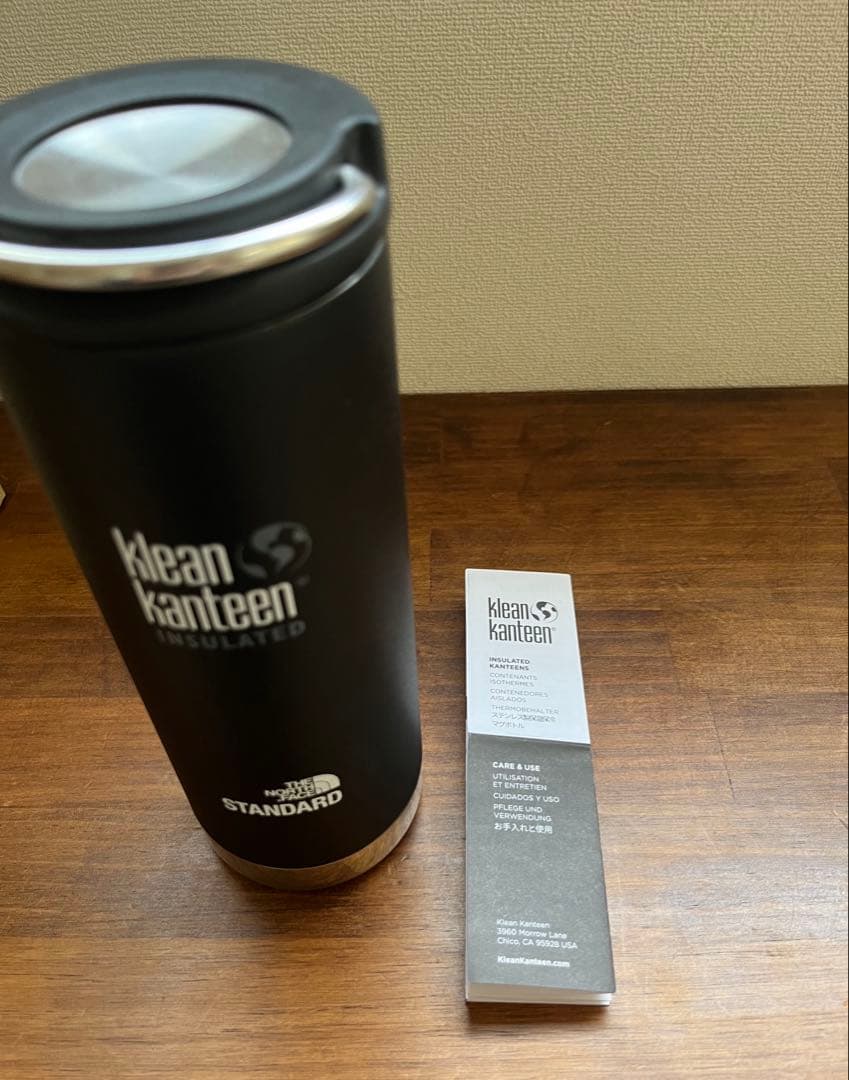 klean
kanteen®
INSULATED
THE
NORTH
FACE
STANDARD
klean
kanteen®
INSULATED
KANTEENS
CONTENANTS
ISOTHERMES
CONTENEDORES
AISLADOS
THERMOBEHÄLTER
ステンレス製保温保冷
マグボトル
CARE & USE
UTILISATION
ET ENTRETIEN
CUIDADOS Y USO
PFLEGE UND
VERWENDUNG
お手入れと使用
Klean Kanteen
3960 Morrow Lane
Chico, CA 95928 USA
KleanKanteen.com